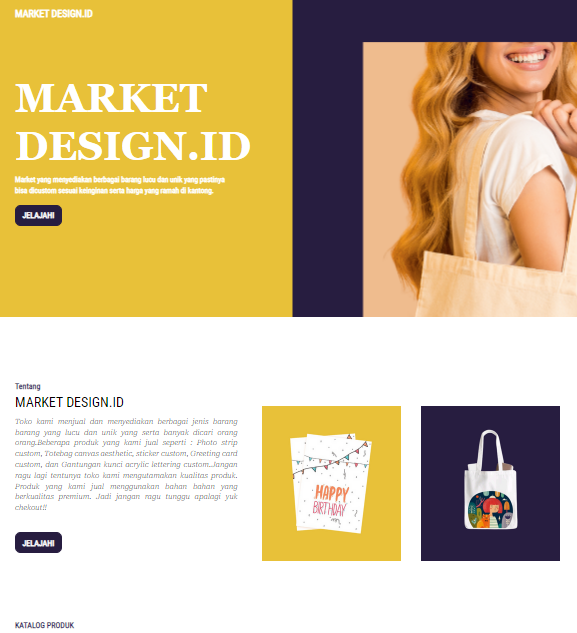 MARKET DESIGN.ID
MARKET
DESIGN.ID
Market yang menyediakan berbagai barang lucu dan unik yang pastinya
bisa dicustom sesuai keinginan serta harga yang ramah di kantong.
JELAJAHI
Tentang
MARKET DESIGN.ID
Toko kami menjual dan menyediakan berbagai jenis barang
barang yang lucu dan unik yang serta banyak dicari orang
orang.Beberapa produk yang kami jual seperti : Photo strip
custom, Totebag canvas aesthetic, sticker custom, Greeting card
custom, dan Gantungan kunci acrylic lettering custom.Jangan
ragu lagi tentunya toko kami mengutamakan kualitas produk.
Produk yang kami jual menggunakan bahan bahan yang
berkualitas premium. Jadi jangan ragu tunggu apalagi yuk
chekout!!
JELAJAHI
HAPPY
BIRTHDAY
KATALOG PRODUK